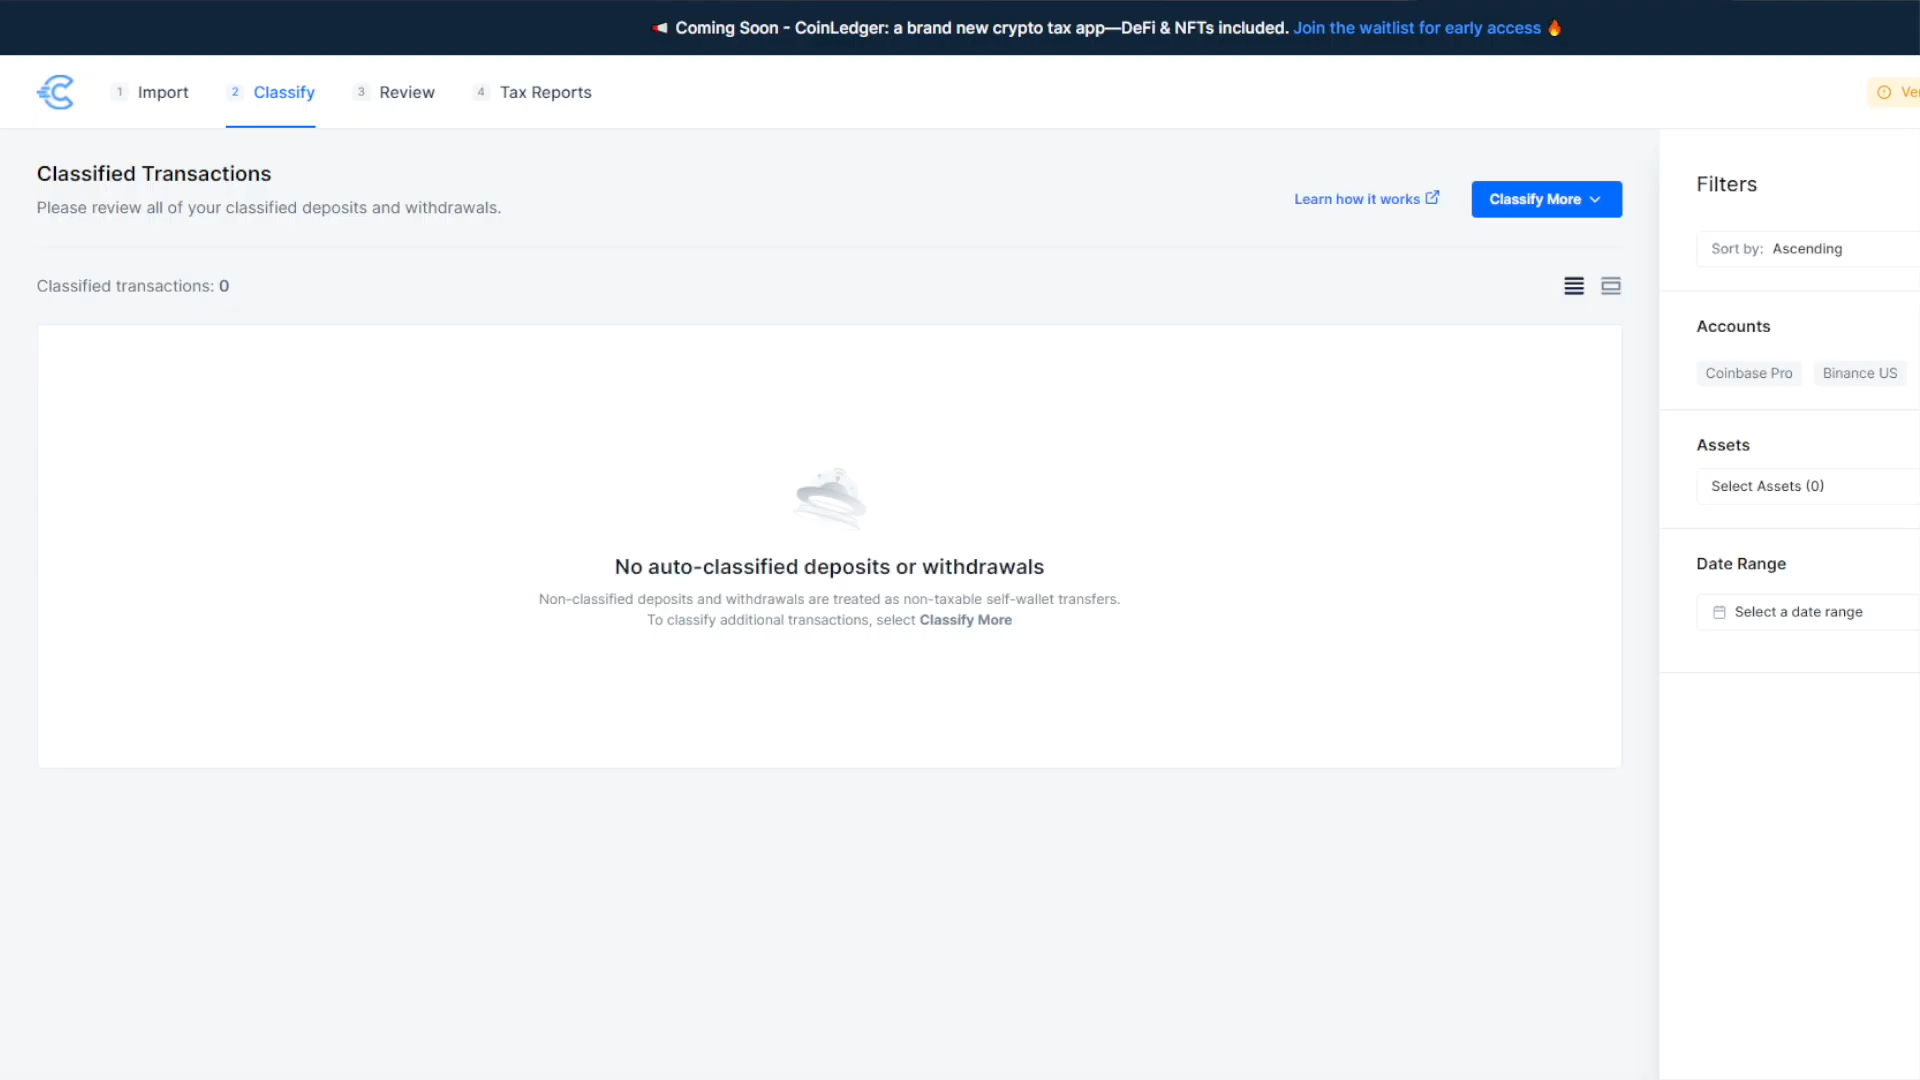 Coming Soon - CoinLedger: a brand new crypto tax app—DeFi & NFTs included. Join the waitlist for early access
1 Import 2 Classify 3 Review 4 Tax Reports
Classified Transactions
Please review all of your classified deposits and withdrawals.
Learn how it works
Classify More
Classified transactions: 0
No auto-classified deposits or withdrawals
Non-classified deposits and withdrawals are treated as non-taxable self-wallet transfers.
To classify additional transactions, select Classify More
Filters
Sort by: Ascending
Accounts
Coinbase Pro Binance US
Assets
Select Assets (0)
Date Range
Select a date range